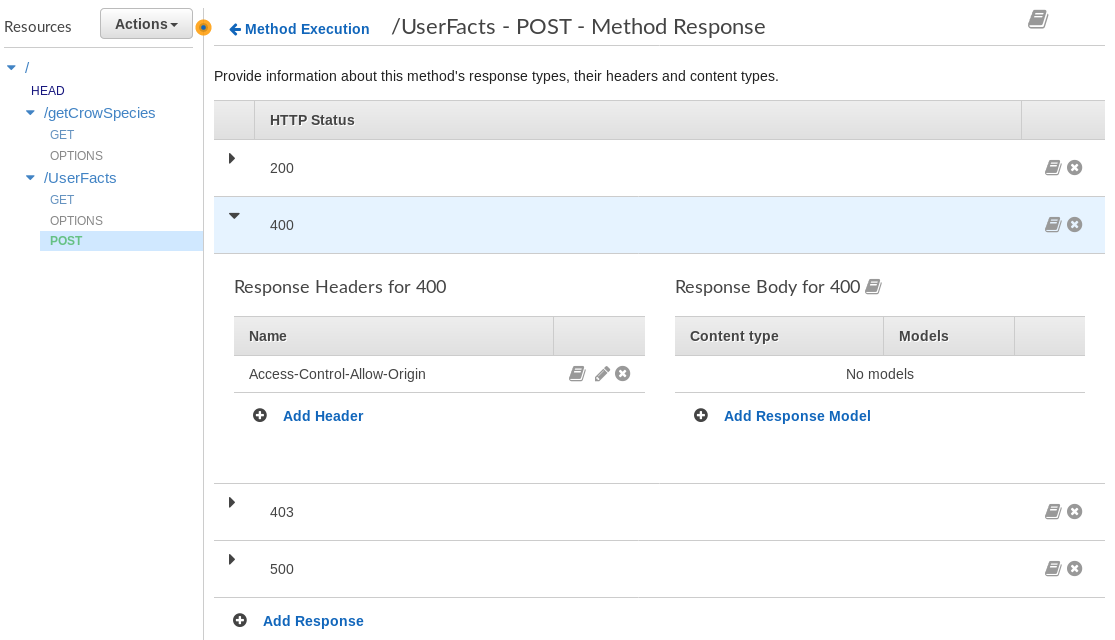 Resources
Actions
Method Execution
/UserFacts - POST - Method Response
/
HEAD
/getCrowSpecies
GET
OPTIONS
/UserFacts
GET
OPTIONS
POST
Provide information about this method's response types, their headers and content types.
HTTP Status
200
400
Response Headers for 400
Name
Access-Control-Allow-Origin
Add Header
Response Body for 400
Content type Models
No models
Add Response Model
403
500
Add Response